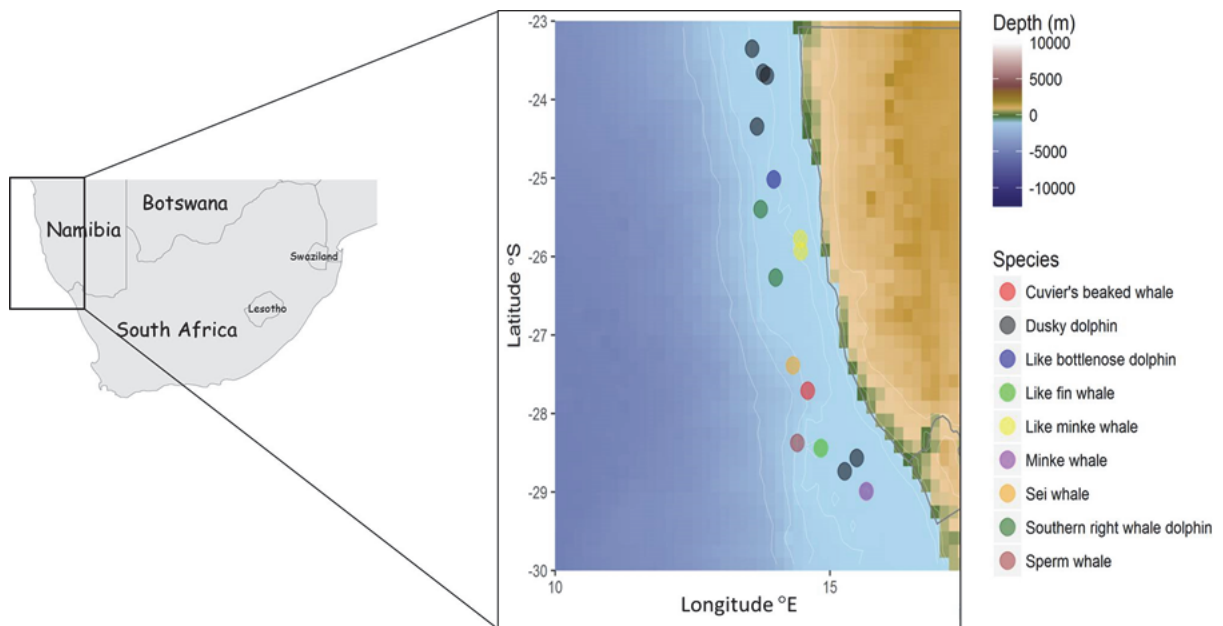 Botswana
Namibia
Swaziland
Lesotho
South Africa
-23
-24
-25
-26
-27
-28
-29
-30
Latitude °S
10
15
Longitude °E
Depth (m)
10000
5000
0
-5000
-10000
Species
Cuvier's beaked whale
Dusky dolphin
Like bottlenose dolphin
Like fin whale
Like minke whale
Minke whale
Sei whale
Southern right whale dolphin
Sperm whale